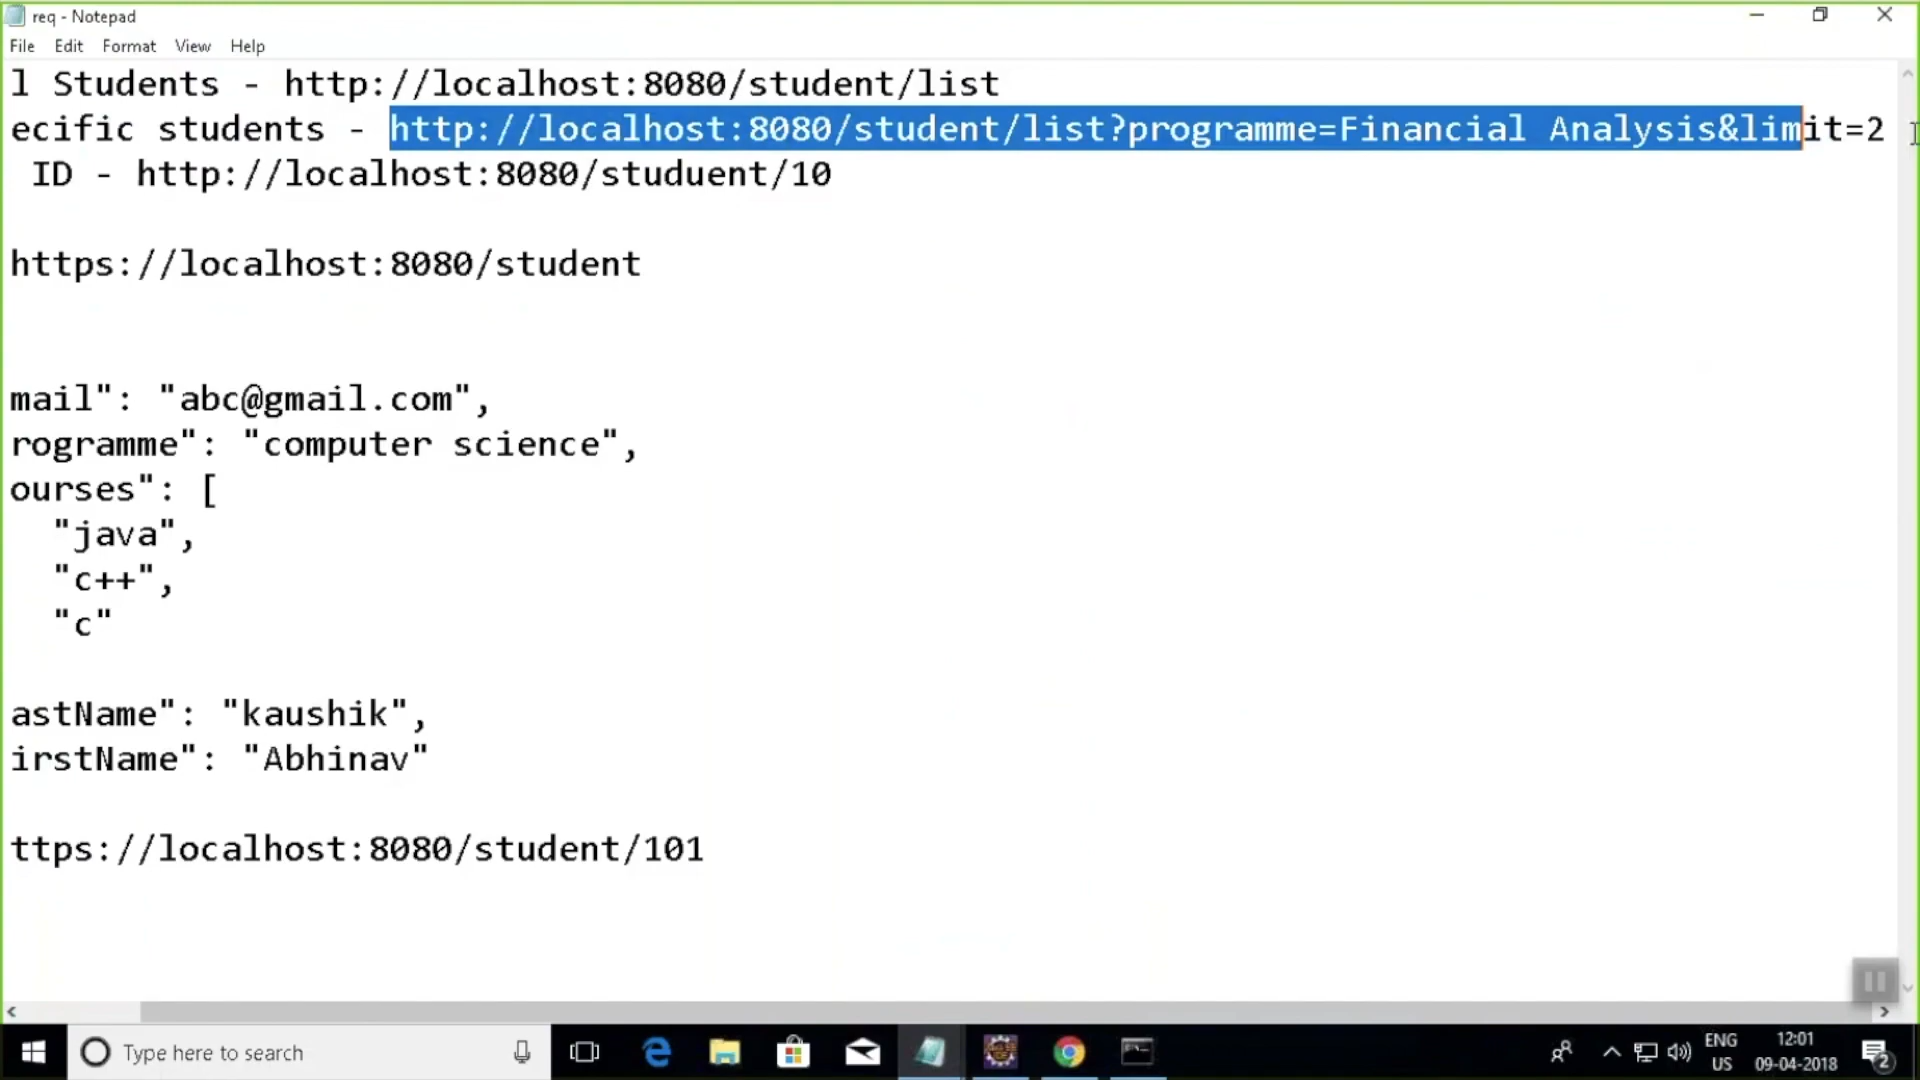 req - Notepad
File Edit Format View Help
l Students - http://localhost:8080/student/list
ecific students - http://localhost:8080/student/list?programme=Financial Analysis&limit=2
ID - http://localhost:8080/studuent/10
https://localhost:8080/student
mail": "abc@gmail.com",
rogramme": "computer science",
ourses": [
"java",
"c++",
"c"
astName": "kaushik",
irstName": "Abhinav"
ttps://localhost:8080/student/101
Type here to search
ENG
US
12:01
09-04-2018
2